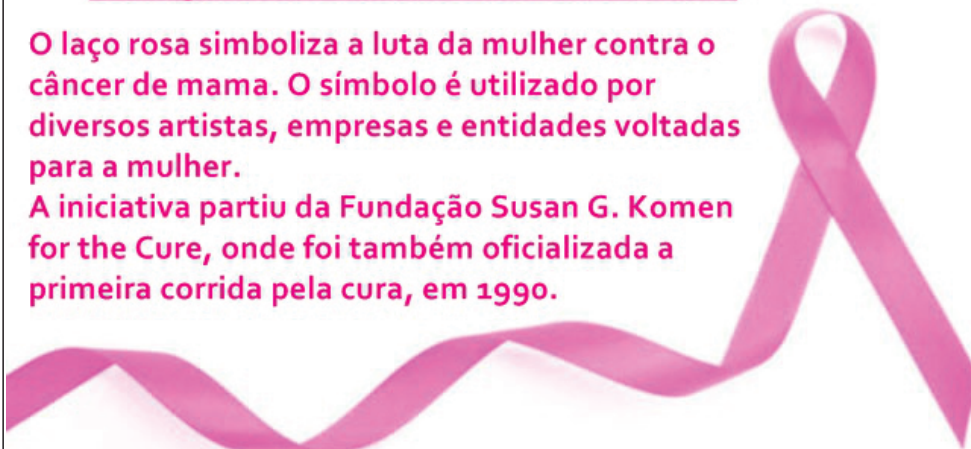 O laço rosa simboliza a luta da mulher contra o
câncer de mama. O símbolo é utilizado por
diversos artistas, empresas e entidades voltadas
para a mulher.
A iniciativa partiu da Fundação Susan G. Komen
for the Cure, onde foi também oficializada a
primeira corrida pela cura, em 1990.